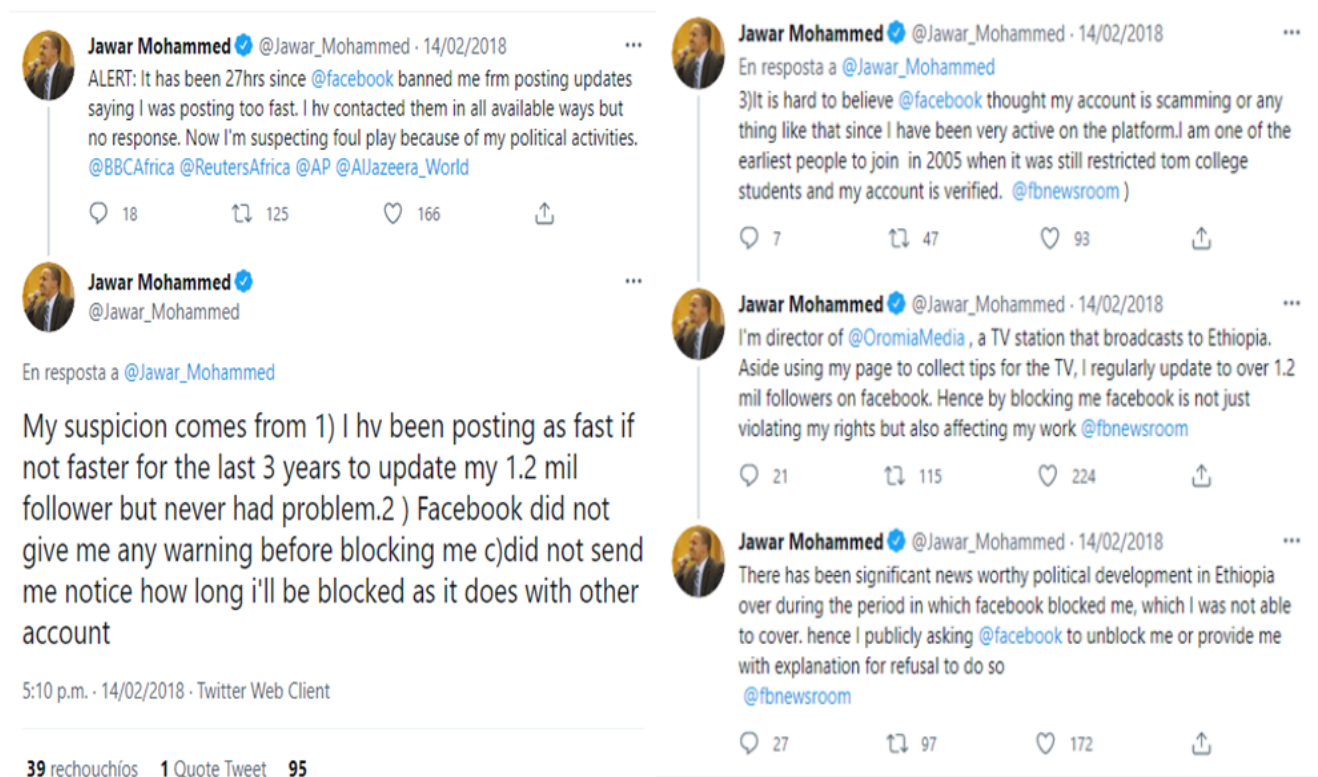 Jawar Mohammed @Jawar_Mohammed · 14/02/2018
ALERT: It has been 27hrs since @facebook banned me frm posting updates
saying I was posting too fast. I hv contacted them in all available ways but
no response. Now I'm suspecting foul play because of my political activities.
@BBCAfrica @ReutersAfrica @AP @AlJazeera_World
18 125 166
Jawar Mohammed
@Jawar_Mohammed
En resposta a @Jawar_Mohammed
My suspicion comes from 1) I hv been posting as fast if
not faster for the last 3 years to update my 1.2 mil
follower but never had problem.2 ) Facebook did not
give me any warning before blocking me c)did not send
me notice how long i'll be blocked as it does with other
account
5:10 p.m. · 14/02/2018 · Twitter Web Client
39 rechouchíos 1 Quote Tweet 95
Jawar Mohammed @Jawar_Mohammed · 14/02/2018
En resposta a @Jawar_Mohammed
3)It is hard to believe @facebook thought my account is scamming or any
thing like that since I have been very active on the platform.I am one of the
earliest people to join in 2005 when it was still restricted tom college
students and my account is verified. @fbnewsroom )
7 47 93
Jawar Mohammed @Jawar_Mohammed · 14/02/2018
I'm director of @OromiaMedia , a TV station that broadcasts to Ethiopia.
Aside using my page to collect tips for the TV, I regularly update to over 1.2
mil followers on facebook. Hence by blocking me facebook is not just
violating my rights but also affecting my work @fbnewsroom
21 115 224
Jawar Mohammed @Jawar_Mohammed · 14/02/2018
There has been significant news worthy political development in Ethiopia
over during the period in which facebook blocked me, which I was not able
to cover. hence I publicly asking @facebook to unblock me or provide me
with explanation for refusal to do so
@fbnewsroom
27 97 172